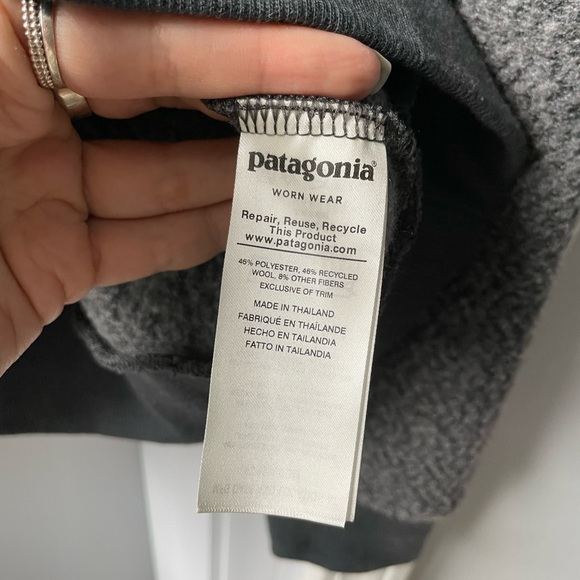 patagonia®
WORN WEAR
Repair, Reuse, Recycle
This Product
www.patagonia.com
46% POLYESTER, 46% RECYCLED
WOOL, 8% OTHER FIBERS
EXCLUSIVE OF TRIM
MADE IN THAILAND
FABRIQUÉ EN THAÏLANDE
HECHO EN TAILANDIA
FATTO IN TAILANDIA